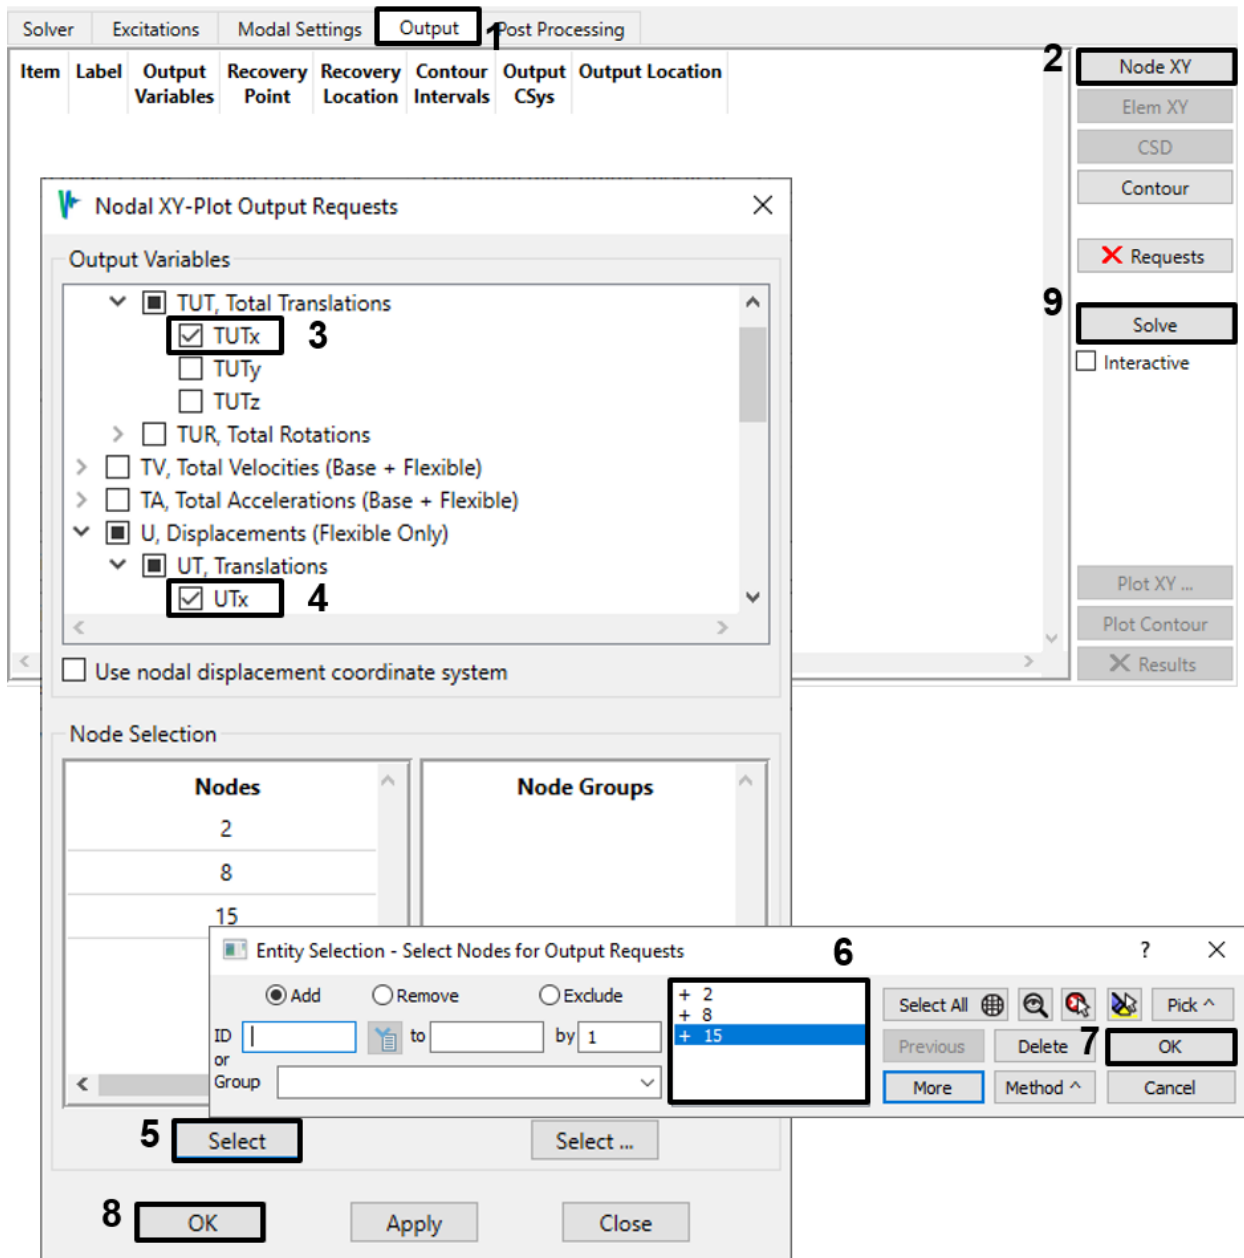 Solver Excitations Modal Settings Output 1 Post Processing
Item Label Output Variables Recovery Point Recovery Location Contour Intervals Output CSys Output Location
2 Node XY
Elem XY
CSD
Contour
Requests
9 Solve
Interactive
Plot XY ...
Plot Contour
Results
Nodal XY-Plot Output Requests
Output Variables
TUT, Total Translations
TUTx 3
TUTy
TUTz
TUR, Total Rotations
TV, Total Velocities (Base + Flexible)
TA, Total Accelerations (Base + Flexible)
U, Displacements (Flexible Only)
UT, Translations
UTx 4
Use nodal displacement coordinate system
Node Selection
Nodes Node Groups
2
8
15
Entity Selection - Select Nodes for Output Requests 6 ?
Add Remove Exclude
ID to by 1
or
Group
+ 2
+ 8
+ 15
Select All Pick ^
Previous Delete 7 OK
More Method ^ Cancel
5 Select Select ...
8 OK Apply Close